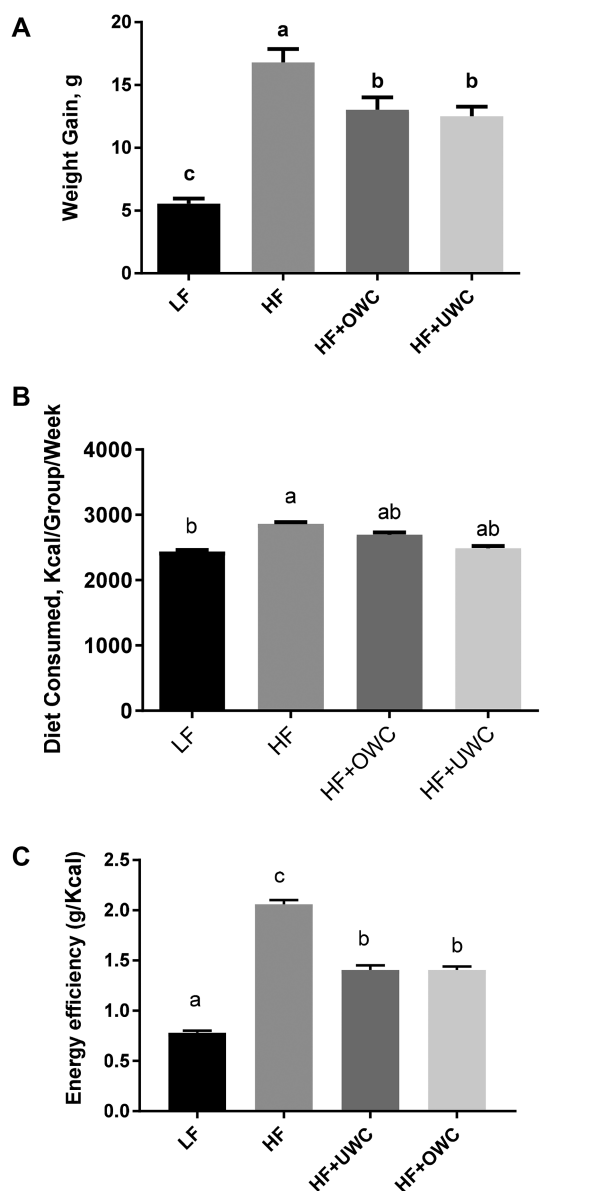 A
Weight Gain, g
20
15
10
5
0
a
b
b
c
LF
HF
HF+OWC
HF+UWC
B
Diet Consumed, Kcal/Group/Week
4000
3000
2000
1000
0
b
a
ab
ab
LF
HF
HF+OWC
HF+UWC
C
Energy efficiency (g/Kcal)
2.5
2.0
1.5
1.0
0.5
0.0
a
c
b
b
LF
HF
HF+UWC
HF+OWC